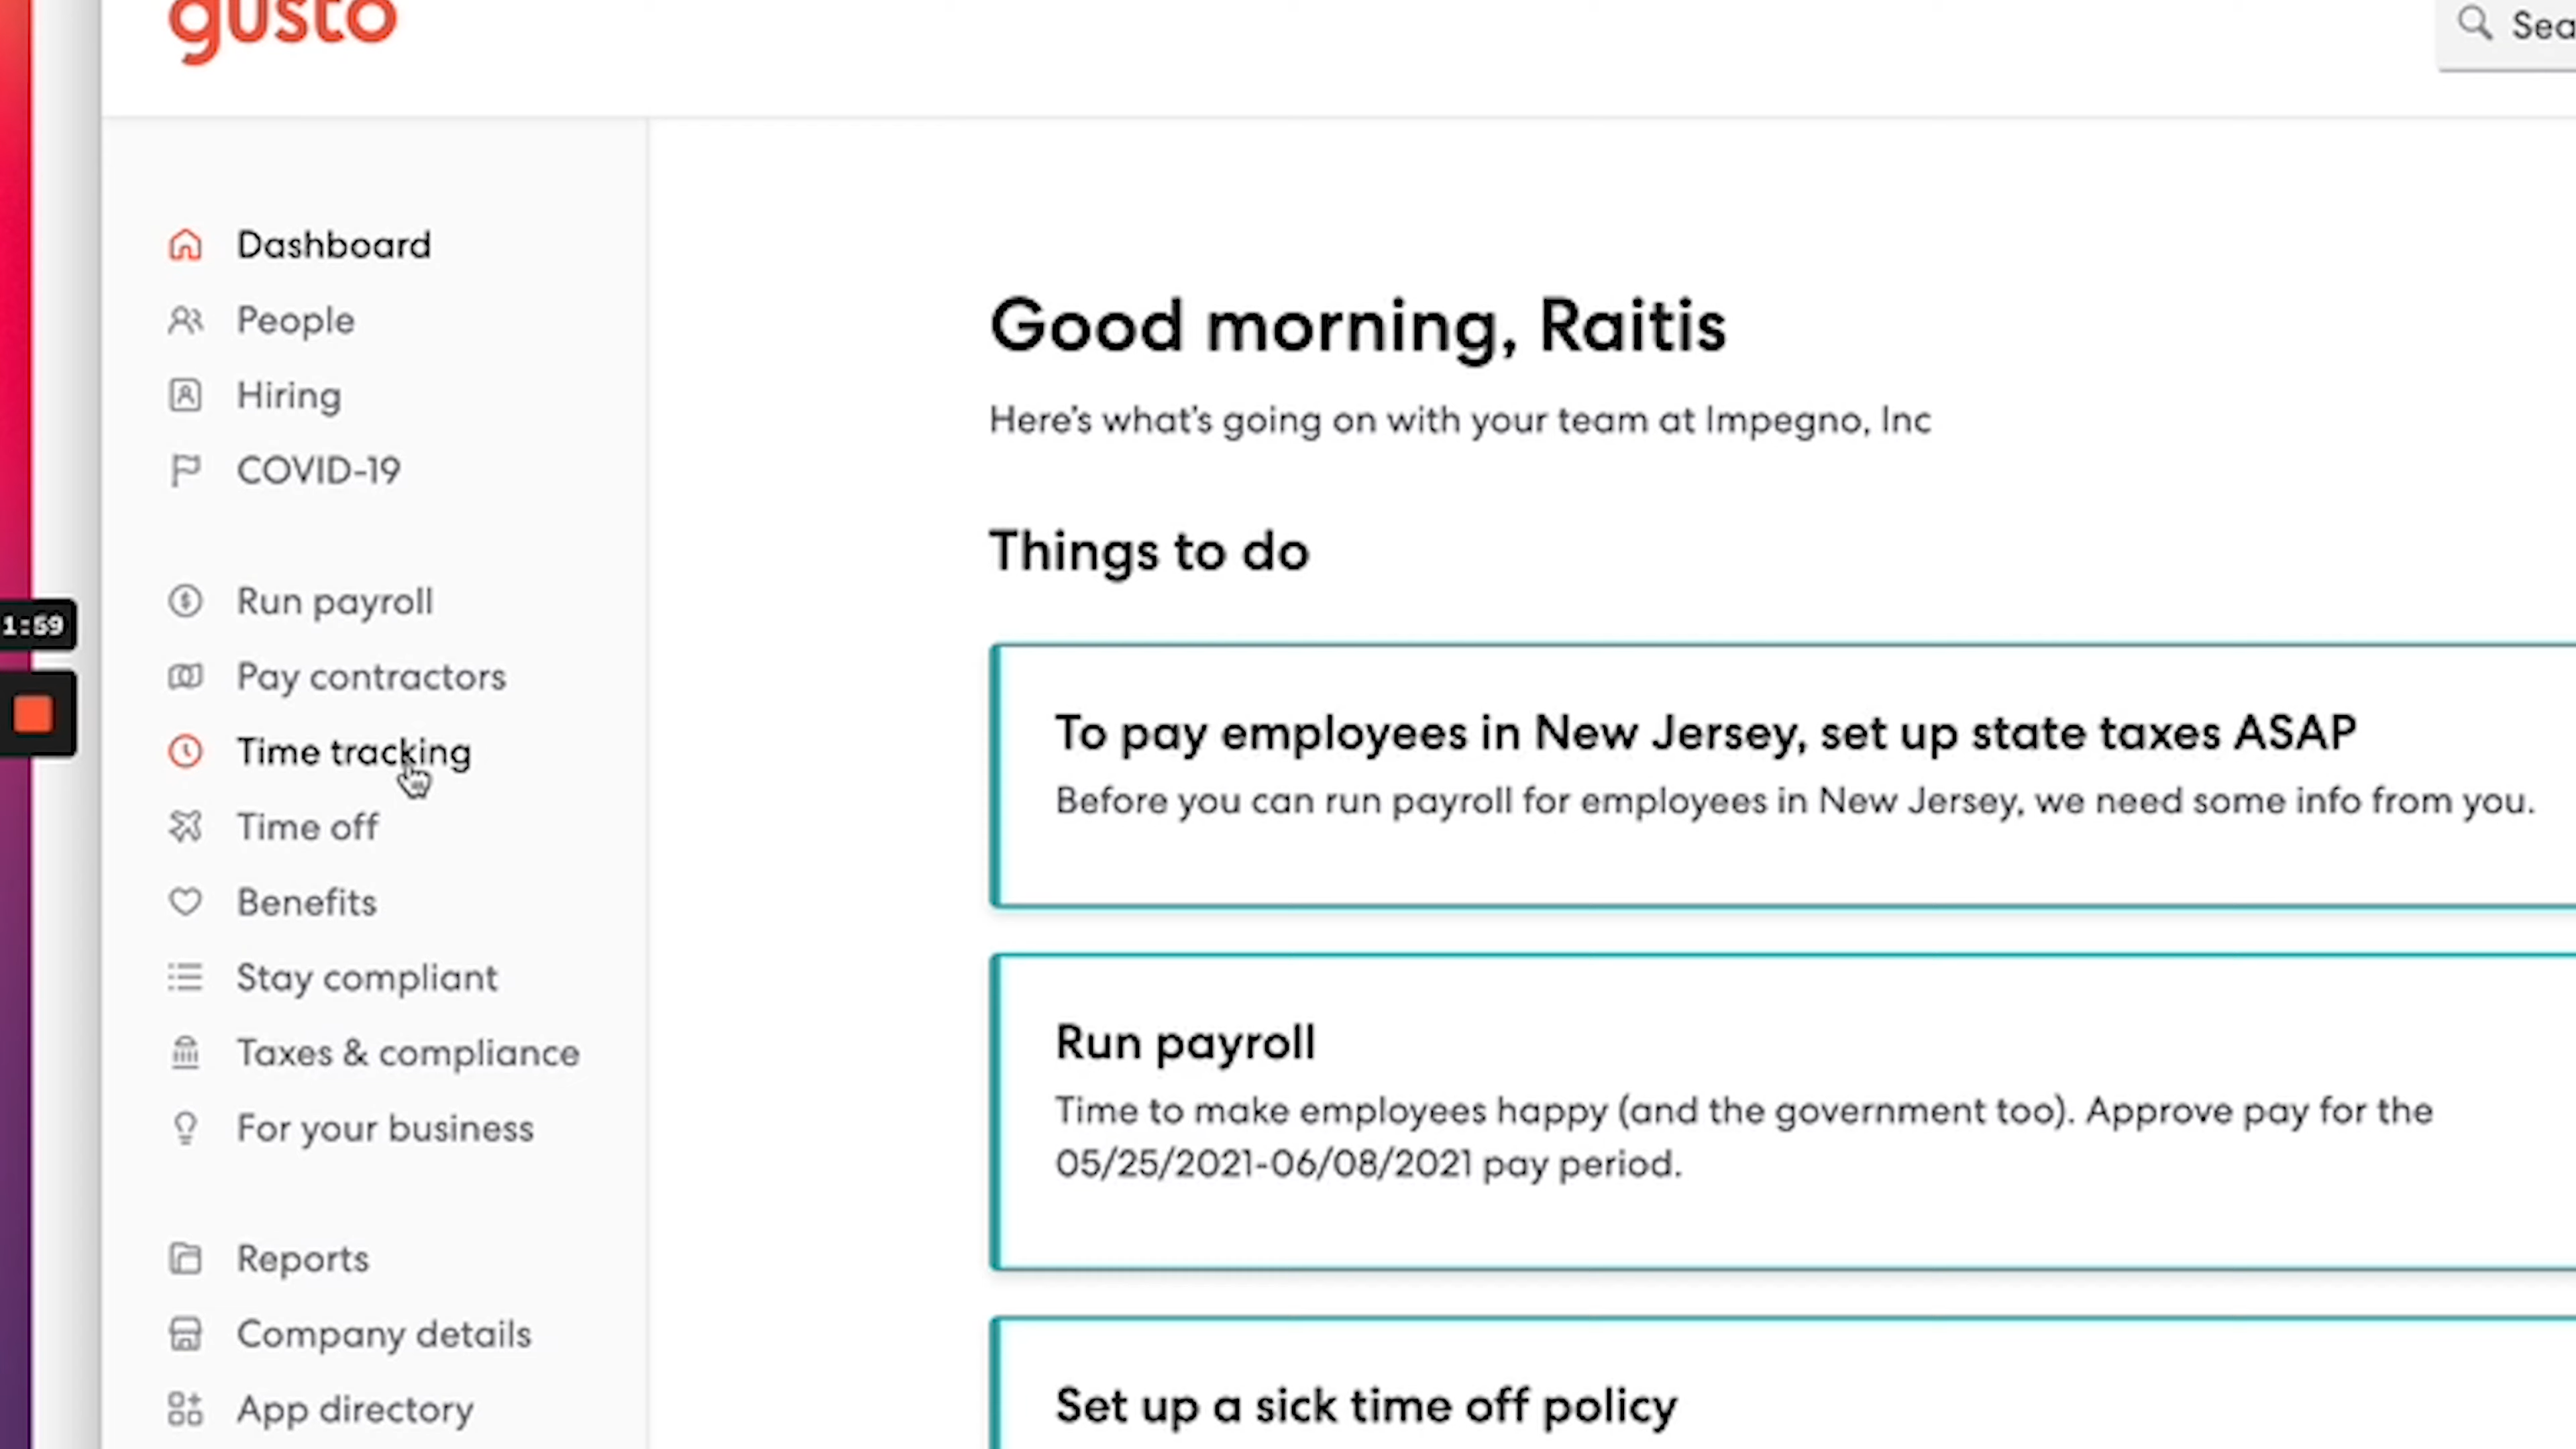 gusto
Sea
Dashboard
People
Hiring
COVID-19
Run payroll
Pay contractors
Time tracking
Time off
Benefits
Stay compliant
Taxes & compliance
For your business
Reports
Company details
App directory
1:59
Good morning, Raitis
Here's what's going on with your team at Impegno, Inc
Things to do
To pay employees in New Jersey, set up state taxes ASAP
Before you can run payroll for employees in New Jersey, we need some info from you.
Run payroll
Time to make employees happy (and the government too). Approve pay for the
05/25/2021-06/08/2021 pay period.
Set up a sick time off policy